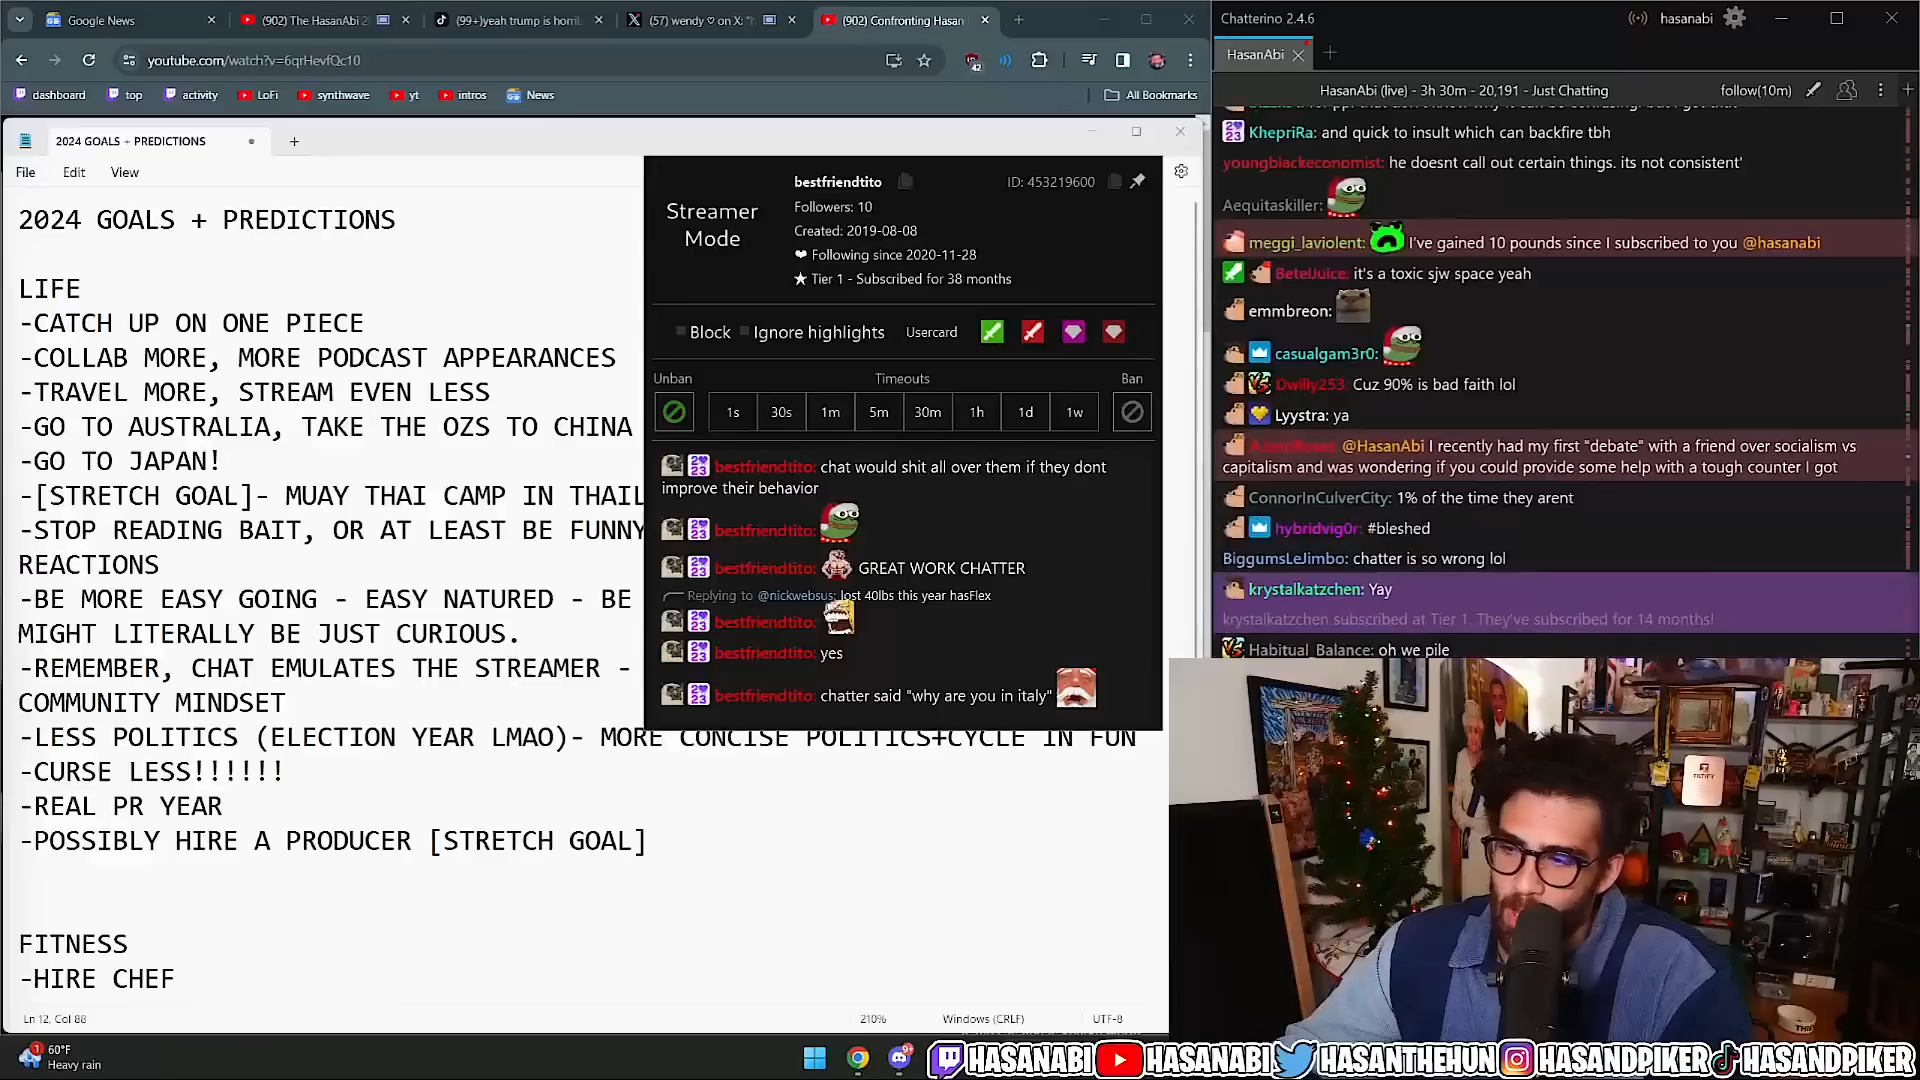 Google News
(902) The HasanAbi 2
(99+)yeah trump is horri
(57) wendy ♡ on X: "
(902) Confronting Hasan
youtube.com/watch?v=6qrHevfQc10
42
dashboard
top
activity
LoFi
synthwave
yt
intros
News
All Bookmarks
2024 GOALS + PREDICTIONS
File
Edit
View
2024 GOALS + PREDICTIONS
LIFE
-CATCH UP ON ONE PIECE
-COLLAB MORE, MORE PODCAST APPEARANCES
-TRAVEL MORE, STREAM EVEN LESS
-GO TO AUSTRALIA, TAKE THE OZS TO CHINA
-GO TO JAPAN!
-[STRETCH GOAL]- MUAY THAI CAMP IN THAIL
-STOP READING BAIT, OR AT LEAST BE FUNNY
REACTIONS
-BE MORE EASY GOING - EASY NATURED - BE
MIGHT LITERALLY BE JUST CURIOUS.
-REMEMBER, CHAT EMULATES THE STREAMER -
COMMUNITY MINDSET
-LESS POLITICS (ELECTION YEAR LMAO)- MORE CONCISE POLITICS+CYCLE IN FUN
-CURSE LESS!!!!!!
-REAL PR YEAR
-POSSIBLY HIRE A PRODUCER [STRETCH GOAL]
FITNESS
-HIRE CHEF
Ln 12, Col 88
210%
Windows (CRLF)
UTF-8
Streamer
Mode
bestfriendtito
ID: 453219600
Followers: 10
Created: 2019-08-08
❤ Following since 2020-11-28
★ Tier 1 - Subscribed for 38 months
Block
Ignore highlights
Usercard
Unban
Timeouts
Ban
1s
30s
1m
5m
30m
1h
1d
1w
bestfriendtito: chat would shit all over them if they dont
improve their behavior
bestfriendtito:
bestfriendtito: GREAT WORK CHATTER
Replying to @nickwebsus: lost 40lbs this year hasFlex
bestfriendtito:
bestfriendtito: yes
bestfriendtito: chatter said "why are you in italy"
Chatterino 2.4.6
hasanabi
HasanAbi
HasanAbi (live) - 3h 30m - 20,191 - Just Chatting
follow(10m)
KhepriRa: and quick to insult which can backfire tbh
youngblackeconomist: he doesnt call out certain things. its not consistent'
Aequitaskiller:
meggi_laviolent: I've gained 10 pounds since I subscribed to you @hasanabi
BetelJuice: it's a toxic sjw space yeah
emmbreon:
casualgam3r0:
Dwilly253: Cuz 90% is bad faith lol
Lyystra: ya
@HasanAbi I recently had my first "debate" with a friend over socialism vs
capitalism and was wondering if you could provide some help with a tough counter I got
ConnorInCulverCity: 1% of the time they arent
hybridvig0r: #bleshed
BiggumsLeJimbo: chatter is so wrong lol
krystalkatzchen: Yay
krystalkatzchen subscribed at Tier 1. They've subscribed for 14 months!
Habitual_Balance: oh we pile
TILTIFY
1
60°F
Heavy rain
9+
HASANABI
HASANABI
HASANTHEHUN
HASANDPIKER
HASANDPIKER